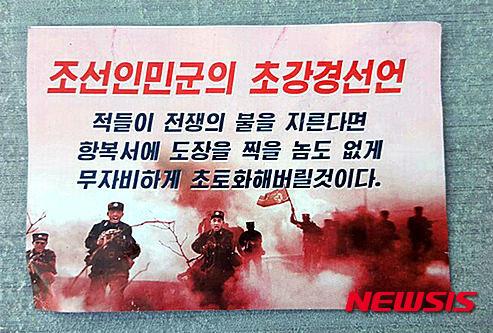 조선인민군의 초강경선언
적들이 전쟁의 불을 지른다면
항복서에 도장을 찍을 놈도 없게
무자비하게 초토화해버릴것이다.
NEWSIS